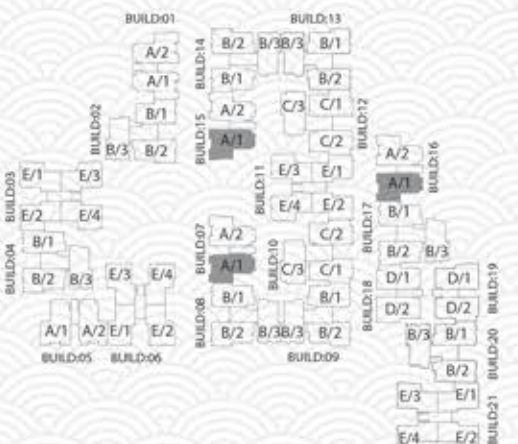 BUILD:01
A/2
A/1
B/1
BUILD:02
B/3 B/2
BUILD:03
E/1 E/3
E/2 E/4
BUILD:04
B/1
B/2 B/3
E/3 E/4
A/1 A/2 E/1 E/2
BUILD:05 BUILD:06
BUILD:13
BUILD:14
B/2 B/3 B/3 B/1
B/1 B/2
BUILD:15
A/2 C/3 C/1
BUILD:12
A/1 C/2
BUILD:11
E/3 E/1
E/4 E/2
BUILD:07
A/2 C/2
BUILD:10
A/1 C/3 C/1
BUILD:08
B/1 B/1
B/2 B/3 B/3 B/2
BUILD:09
A/2
BUILD:16
A/1
BUILD:17
B/1
B/2 B/3
BUILD:18
D/1 D/1
BUILD:19
D/2 D/2
B/3 B/1
BUILD:20
B/2
E/3 E/1
BUILD:21
E/4 E/2